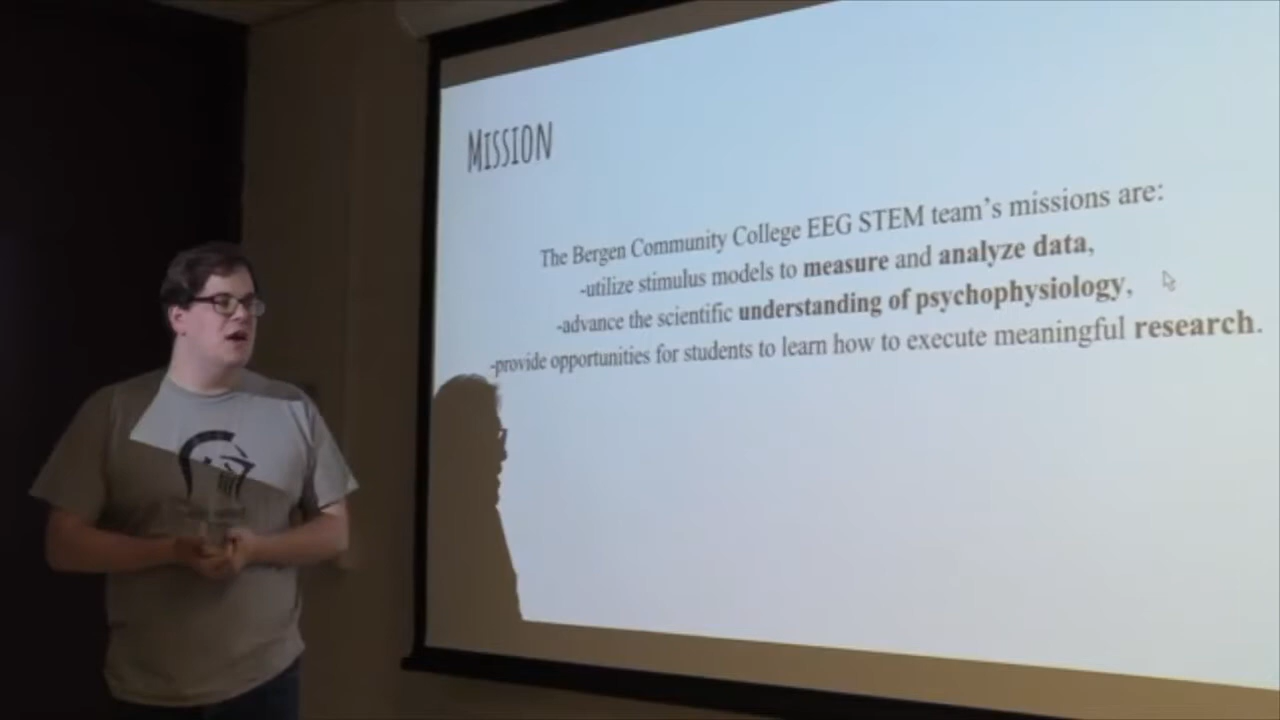 MISSION
The Bergen Community College EEG STEM team's missions are:
-utilize stimulus models to measure and analyze data,
-advance the scientific understanding of psychophysiology,
-provide opportunities for students to learn how to execute meaningful research.